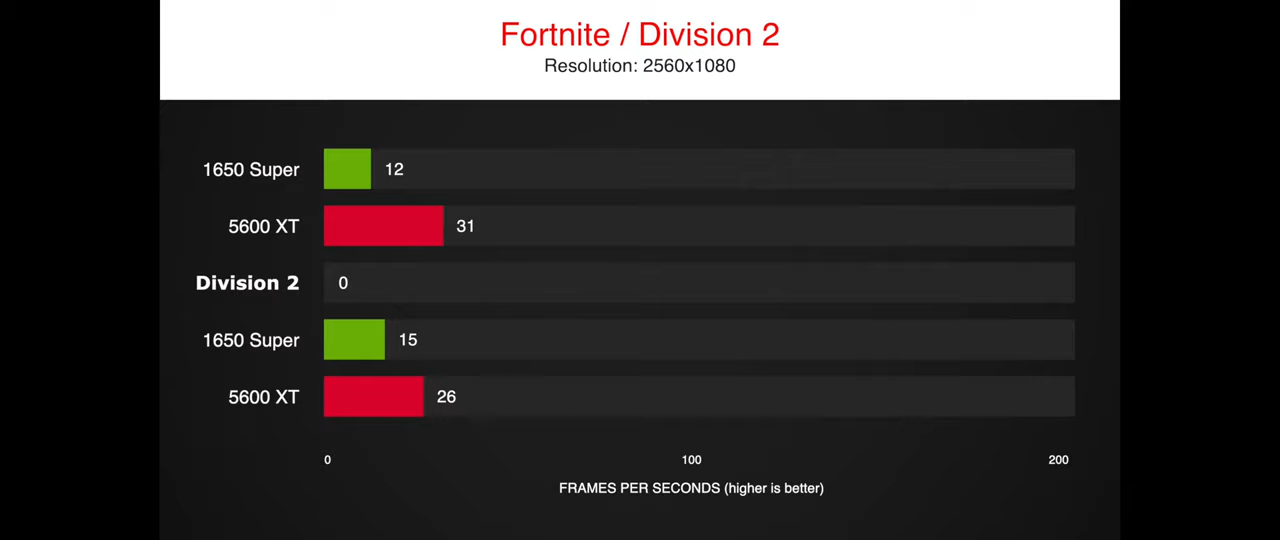 Fortnite / Division 2
Resolution: 2560x1080
1650 Super 12
5600 XT 31
Division 2 0
1650 Super 15
5600 XT 26
0 100 200
FRAMES PER SECONDS (higher is better)